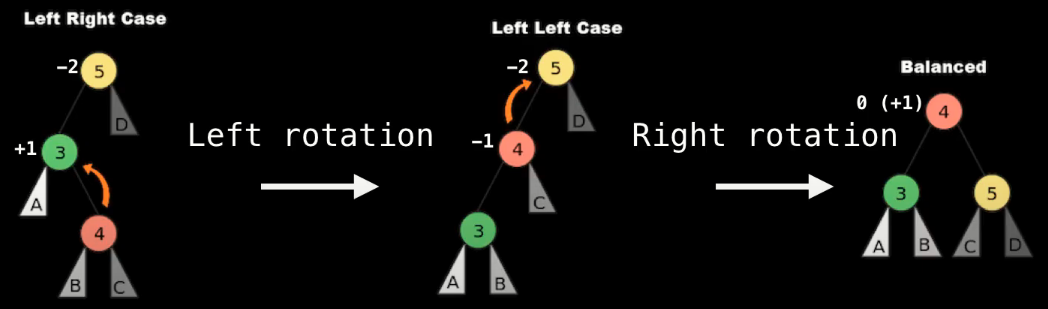 Left Right Case
−2
5
D
+1
3
A
4
B
C
Left rotation
Left Left Case
−2
5
D
−1
4
C
3
A
B
Right rotation
Balanced
0 (+1)
4
3
5
A
B
C
D